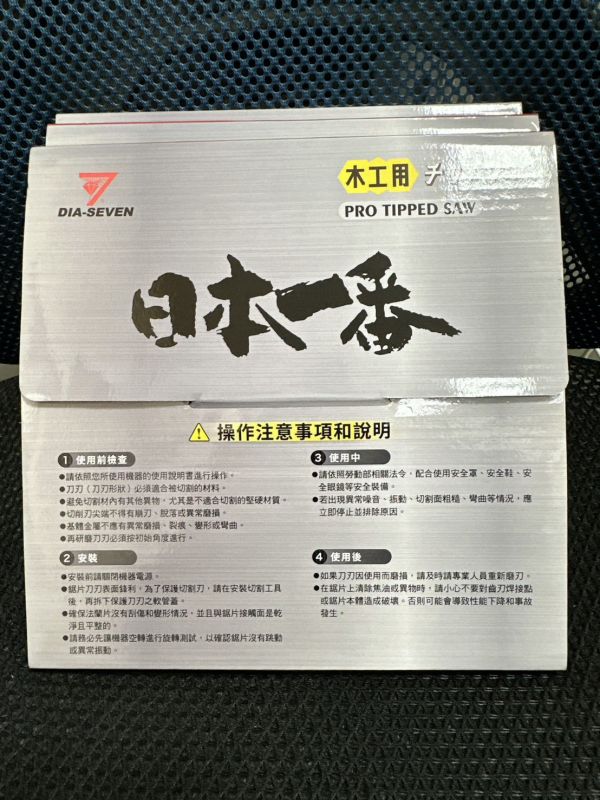 DIA-SEVEN
木工用 チ
PRO TIPPED SAW
日本一番
操作注意事項和說明
1 使用前檢查
●請依照您所使用機器的使用說明書進行操作。
●刀刃（刀刃形狀）必須適合被切割的材料。
●避免切割材內有其他異物，尤其是不適合切割的堅硬材質。
●切削刀尖端不得有崩刃、脫落或異常磨損。
●基體金屬不應有異常磨損、裂痕、變形或彎曲。
●再研磨刀刃必須按初始角度進行。
2 安裝
●安裝前請關閉機器電源。
●鋸片刀刃表面鋒利，為了保護切割刃，請在安裝切割工具
後，再拆下保護刀刃之軟管蓋。
●確保法蘭片沒有刮傷和變形情況，並且與鋸片接觸面是乾
淨且平整的。
●請務必先讓機器空轉進行旋轉測試，以確認鋸片沒有跳動
或異常振動。
3 使用中
●請依照勞動部相關法令，配合使用安全罩、安全鞋、安
全眼鏡等安全裝備。
●若出現異常噪音、振動、切割面粗糙、彎曲等情況，應
立即停止並排除原因。
4 使用後
●如果刀刃因使用而磨損，請及時請專業人員重新磨刃。
●在鋸片上清除焦油或異物時，請小心不要對齒刃焊接點
或鋸片本體造成破壞。否則可能會導致性能下降和事故
發生。